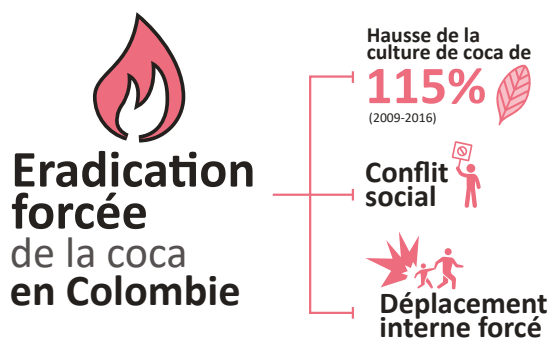 Eradication
forcée
de la coca
en Colombie
Hausse de la
culture de coca de
115%
(2009-2016)
Conflit
social
Déplacement
interne forcé